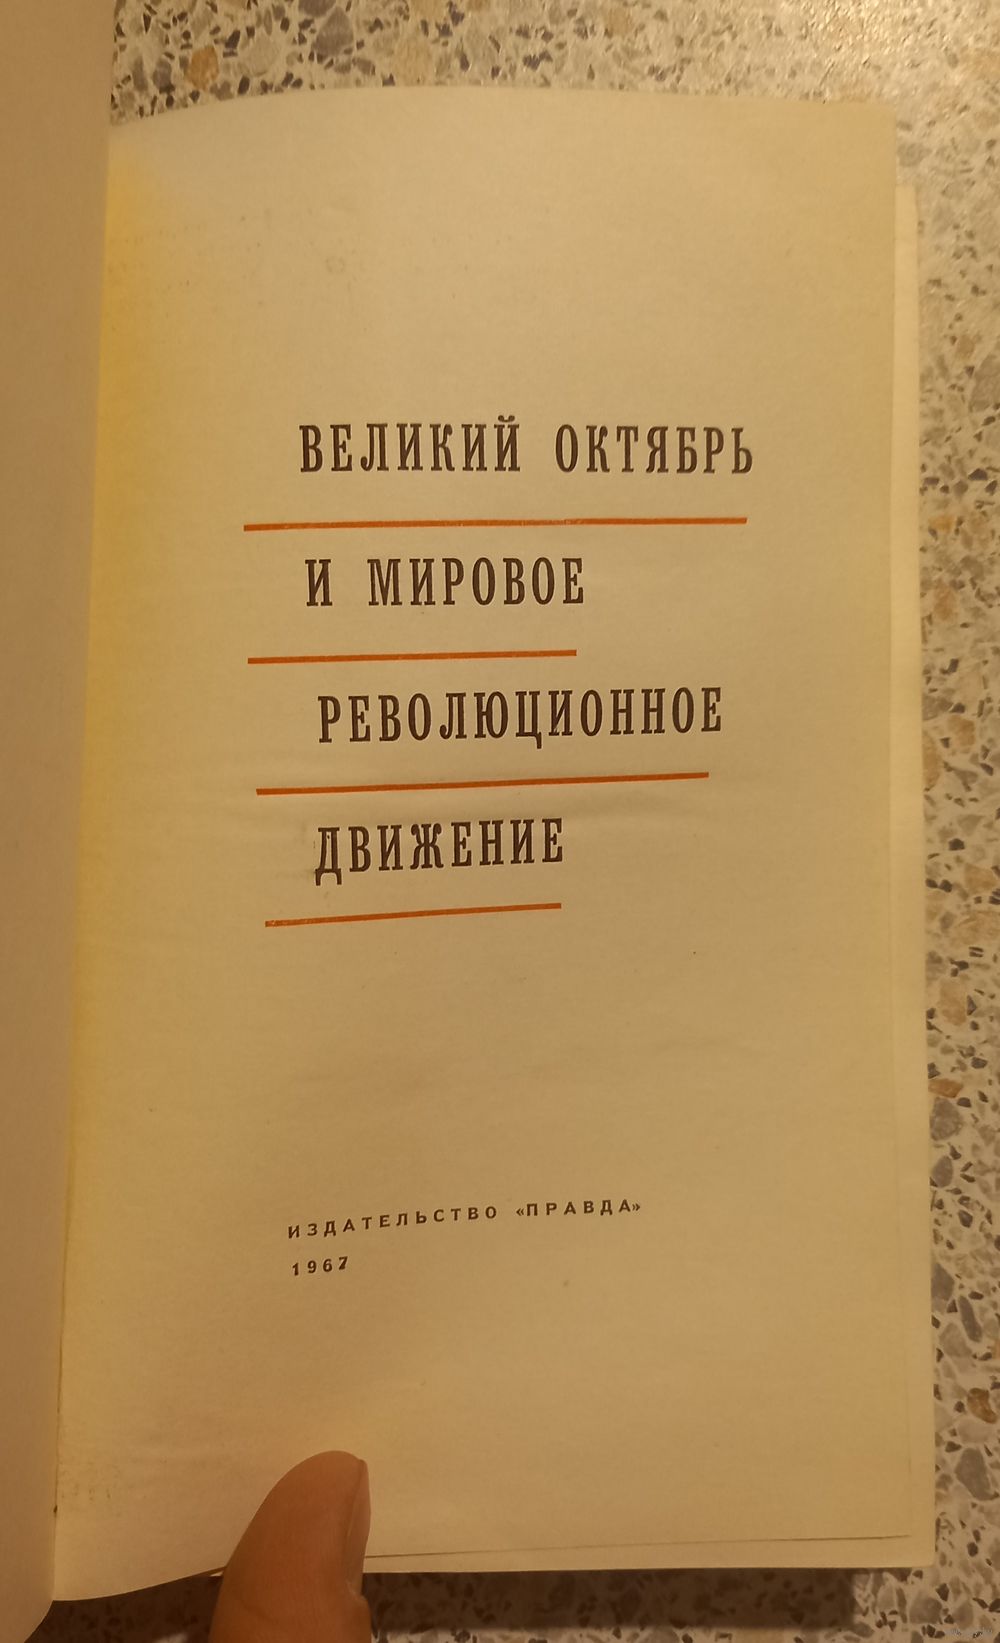 ВЕЛИКИЙ ОКТЯБРЬ
И МИРОВОЕ
РЕВОЛЮЦИОННОЕ
ДВИЖЕНИЕ
ИЗДАТЕЛЬСТВО «ПРАВДА»
1967